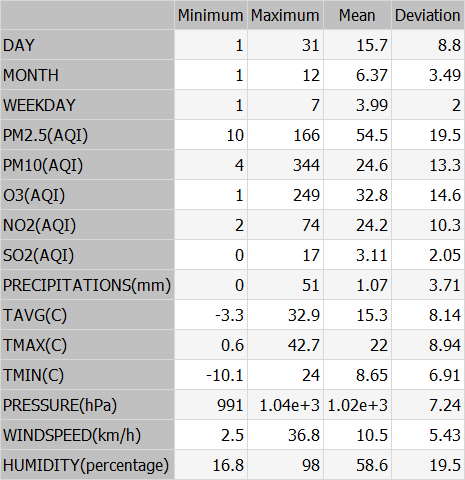 Minimum Maximum Mean Deviation
DAY 1 31 15.7 8.8
MONTH 1 12 6.37 3.49
WEEKDAY 1 7 3.99 2
PM2.5(AQI) 10 166 54.5 19.5
PM10(AQI) 4 344 24.6 13.3
O3(AQI) 1 249 32.8 14.6
NO2(AQI) 2 74 24.2 10.3
SO2(AQI) 0 17 3.11 2.05
PRECIPITATIONS(mm) 0 51 1.07 3.71
TAVG(C) -3.3 32.9 15.3 8.14
TMAX(C) 0.6 42.7 22 8.94
TMIN(C) -10.1 24 8.65 6.91
PRESSURE(hPa) 991 1.04e+3 1.02e+3 7.24
WINDSPEED(km/h) 2.5 36.8 10.5 5.43
HUMIDITY(percentage) 16.8 98 58.6 19.5